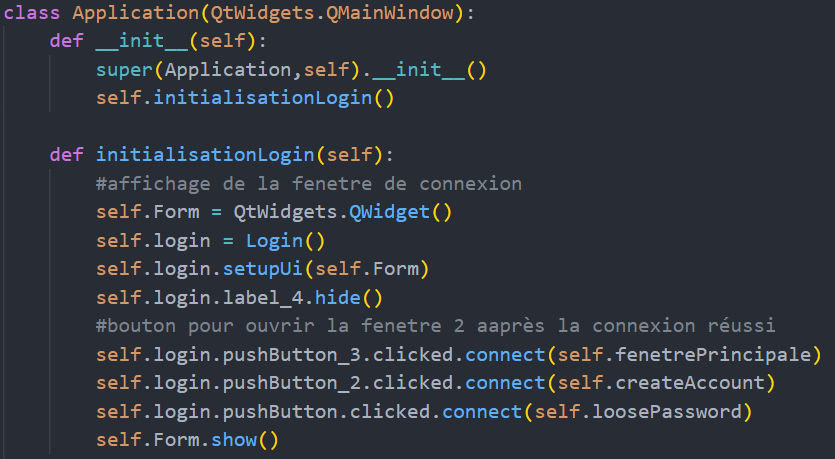 class Application(QtWidgets.QMainWindow):
    def __init__(self):
        super(Application,self).__init__()
        self.initialisationLogin()

    def initialisationLogin(self):
        #affichage de la fenetre de connexion
        self.Form = QtWidgets.QWidget()
        self.login = Login()
        self.login.setupUi(self.Form)
        self.login.label_4.hide()
        #bouton pour ouvrir la fenetre 2 aaprès la connexion réussi
        self.login.pushButton_3.clicked.connect(self.fenetrePrincipale)
        self.login.pushButton_2.clicked.connect(self.createAccount)
        self.login.pushButton.clicked.connect(self.loosePassword)
        self.Form.show()